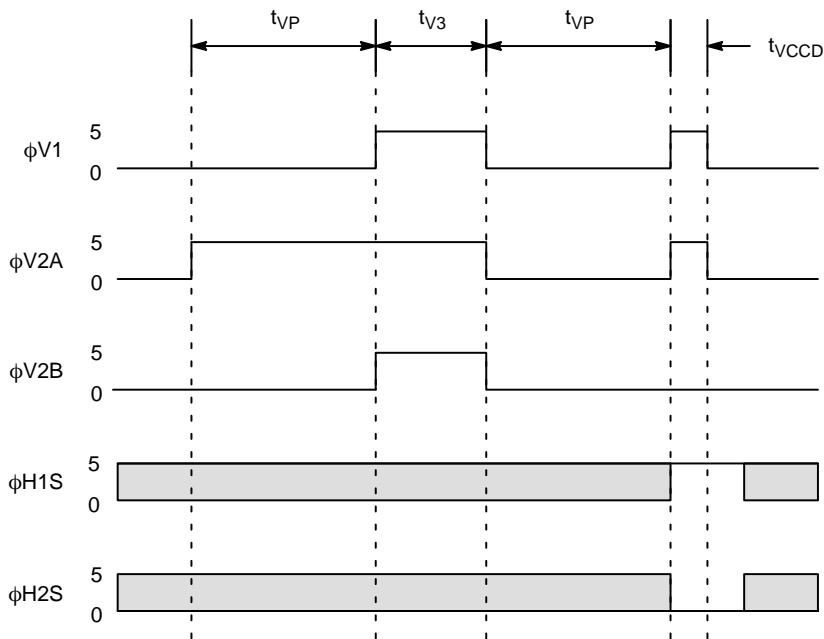 tVP tV3 tVP tVCCD
ϕV1 5 0
ϕV2A 5 0
ϕV2B 5 0
ϕH1S 5 0
ϕH2S 5 0